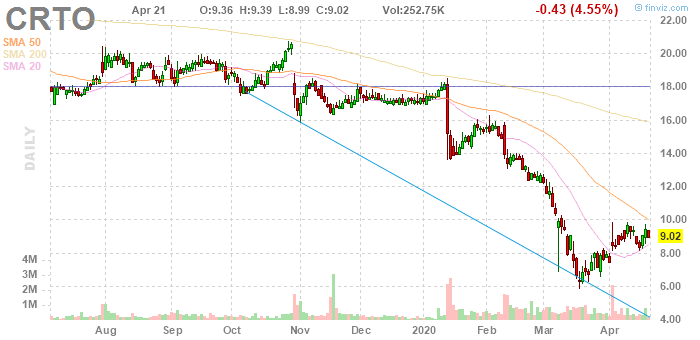 CRTO Apr 21 O:9.36 H:9.39 L:8.99 C:9.02 Vol:252.75K -0.43 (4.55%)
© finviz.com
SMA 50
SMA 200
SMA 20
DAILY
22.00
20.00
18.00
16.00
14.00
12.00
10.00
9.02
8.00
6.00
4.00
4M
3M
2M
1M
Aug Sep Oct Nov Dec 2020 Feb Mar Apr